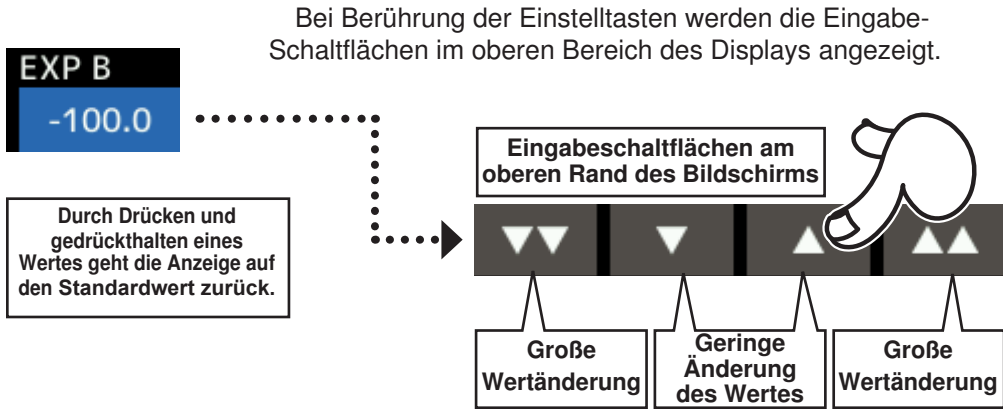 Bei Berührung der Einstelltasten werden die Eingabe-
Schaltflächen im oberen Bereich des Displays angezeigt.
EXP B
-100.0
Eingabeschaltflächen am
oberen Rand des Bildschirms
Durch Drücken und
gedrückthalten eines
Wertes geht die Anzeige auf
den Standardwert zurück.
▼▼ ▼ ▲ ▲▲
Große
Wertänderung
Geringe
Änderung
des Wertes
Große
Wertänderung